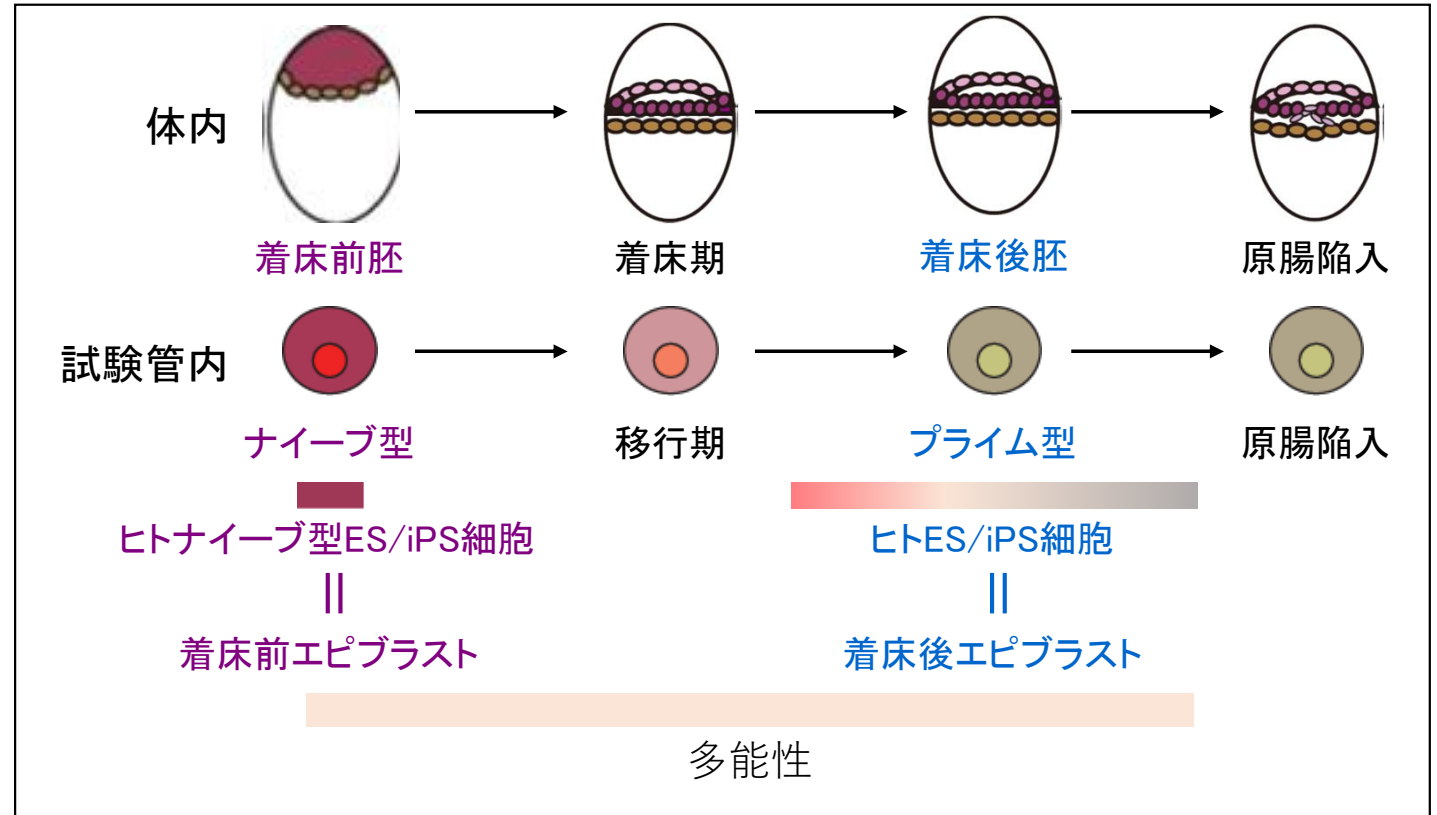 体内
着床前胚
着床期
着床後胚
原腸陥入
試験管内
ナイーブ型
移行期
プライム型
原腸陥入
ヒトナイーブ型ES/iPS細胞
ヒトES/iPS細胞
||
||
着床前エピブラスト
着床後エピブラスト
多能性